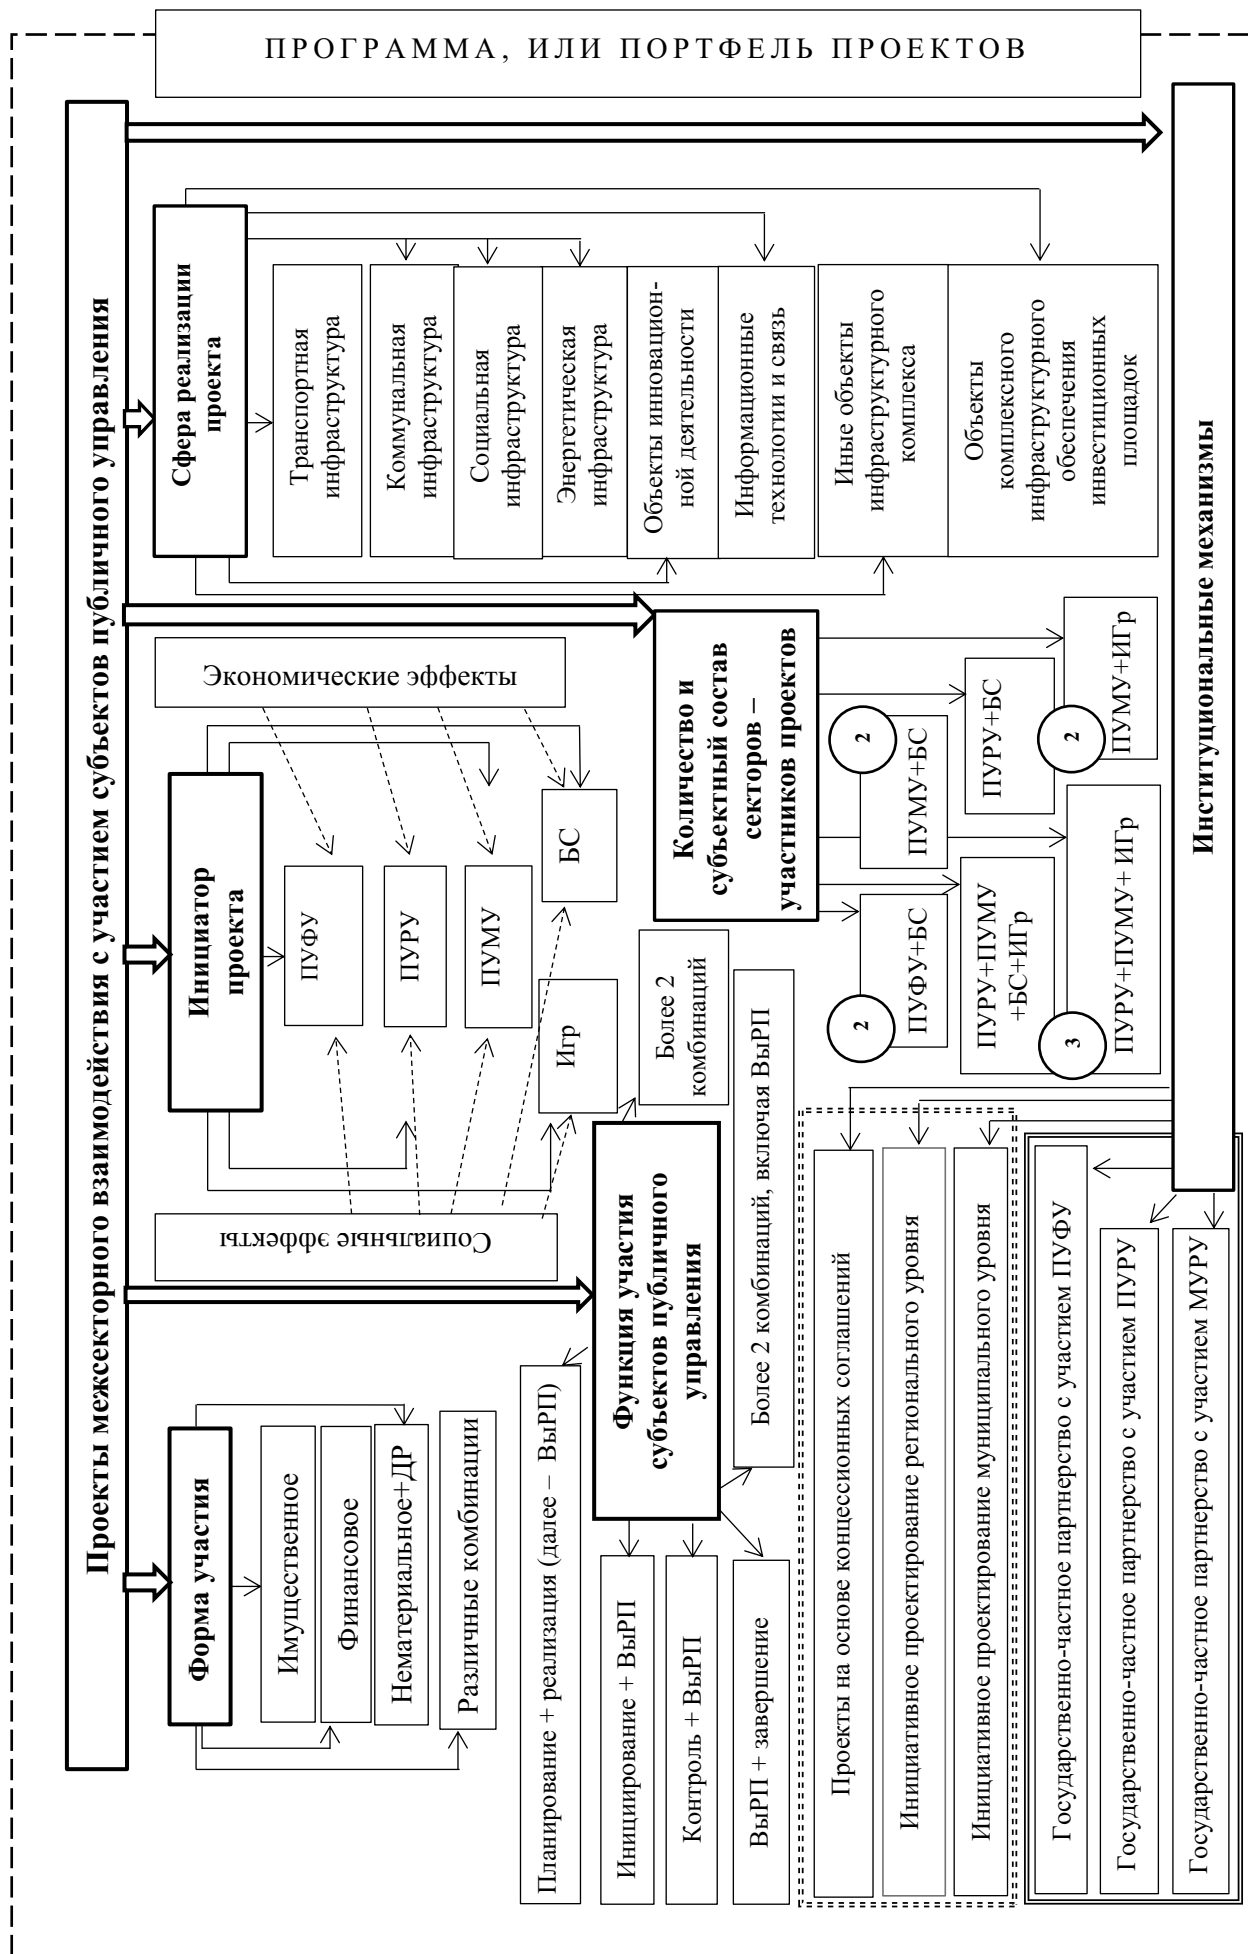 ПРОГРАММА, ИЛИ ПОРТФЕЛЬ ПРОЕКТОВ
Проекты межсекторного взаимодействия с участием субъектов публичного управления
Форма участия
Имущественное
Финансовое
Нематериальное+ДР
Различные комбинации
Инициатор
проекта
ПУФУ
ПУРУ
ПУМУ
Игр
БС
Социальные эффекты
Экономические эффекты
Сфера реализации
проекта
Транспортная
инфраструктура
Коммунальная
инфраструктура
Социальная
инфраструктура
Энергетическая
инфраструктура
Объекты инновацион-
ной деятельности
Информационные
технологии и связь
Иные объекты
инфраструктурного
комплекса
Объекты
комплексного
инфраструктурного
обеспечения
инвестиционных
площадок
Функция участия
субъектов публичного
управления
Планирование + реализация (далее – ВыРП)
Инициирование + ВыРП
Контроль + ВыРП
ВыРП + завершение
Более 2
комбинаций
Более 2 комбинаций, включая ВыРП
Количество и
субъектный состав
секторов –
участников проектов
2
ПУФУ+БС
2
ПУМУ+БС
ПУРУ+ПУМУ
+БС+ИГр
ПУРУ+БС
3
ПУРУ+ПУМУ+ ИГр
2
ПУМУ+ИГр
Проекты на основе концессионных соглашений
Инициативное проектирование регионального уровня
Инициативное проектирование муниципального уровня
Государственно-частное партнерство с участием ПУФУ
Государственно-частное партнерство с участием ПУРУ
Государственно-частное партнерство с участием МУРУ
Институциональные механизмы